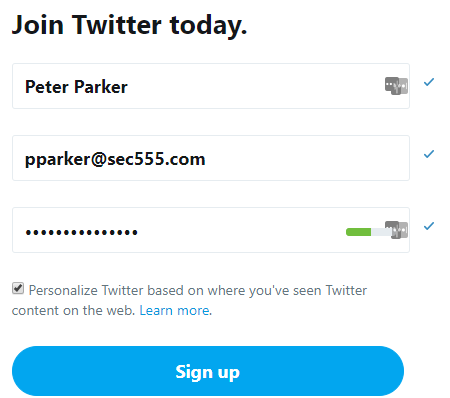 Join Twitter today.
Peter Parker
pparker@sec555.com
•••••••••••••••
Personalize Twitter based on where you've seen Twitter
content on the web. Learn more.
Sign up